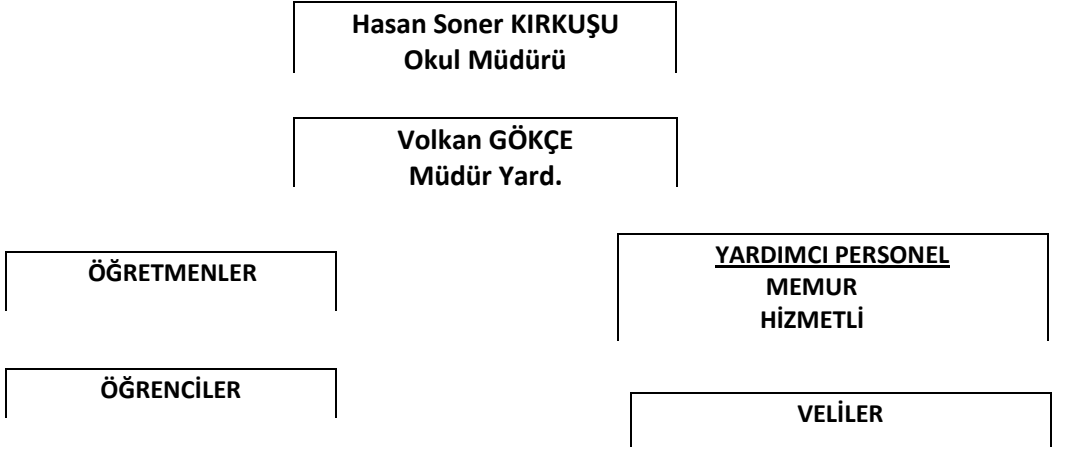 Hasan Soner KIRKUŞU
Okul Müdürü
Volkan GÖKÇE
Müdür Yard.
ÖĞRETMENLER
YARDIMCI PERSONEL
MEMUR
HİZMETLİ
ÖĞRENCİLER
VELİLER